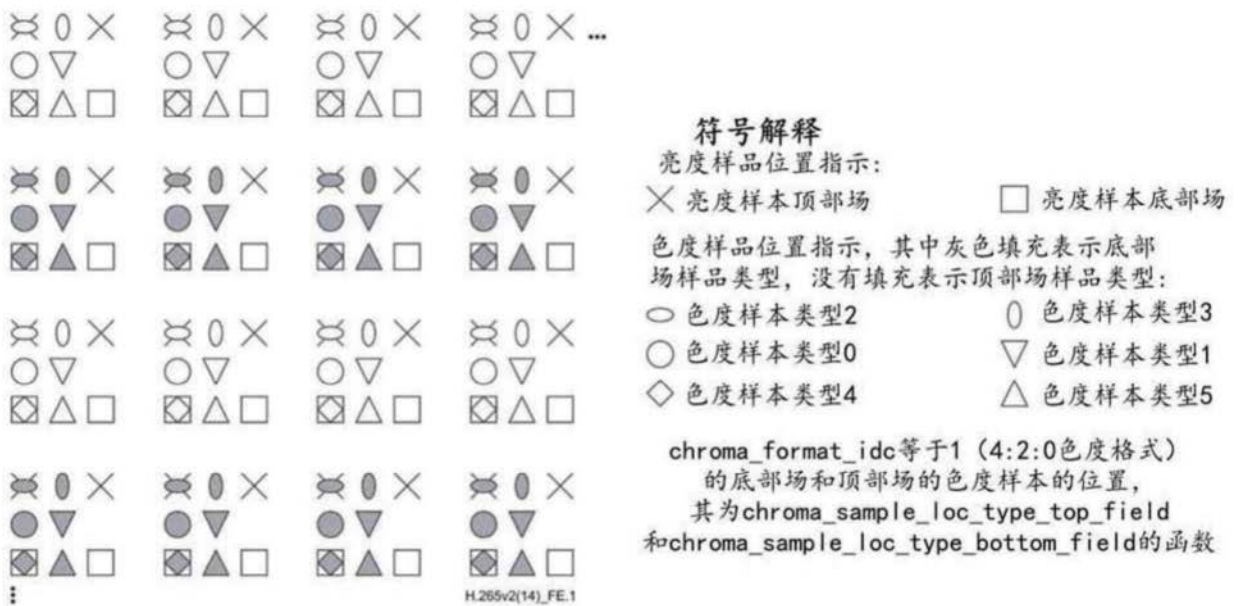 ...
符号解释
亮度样品位置指示:
亮度样本顶部场
亮度样本底部场
色度样品位置指示, 其中灰色填充表示底部
场样品类型, 没有填充表示顶部场样品类型:
色度样本类型2
色度样本类型3
色度样本类型0
色度样本类型1
色度样本类型4
色度样本类型5
chroma_format_idc等于1 (4:2:0色度格式)
的底部场和顶部场的色度样本的位置,
其为chroma_sample_loc_type_top_field
和chroma_sample_loc_type_bottom_field的函数
H.265v2(14)_FE.1